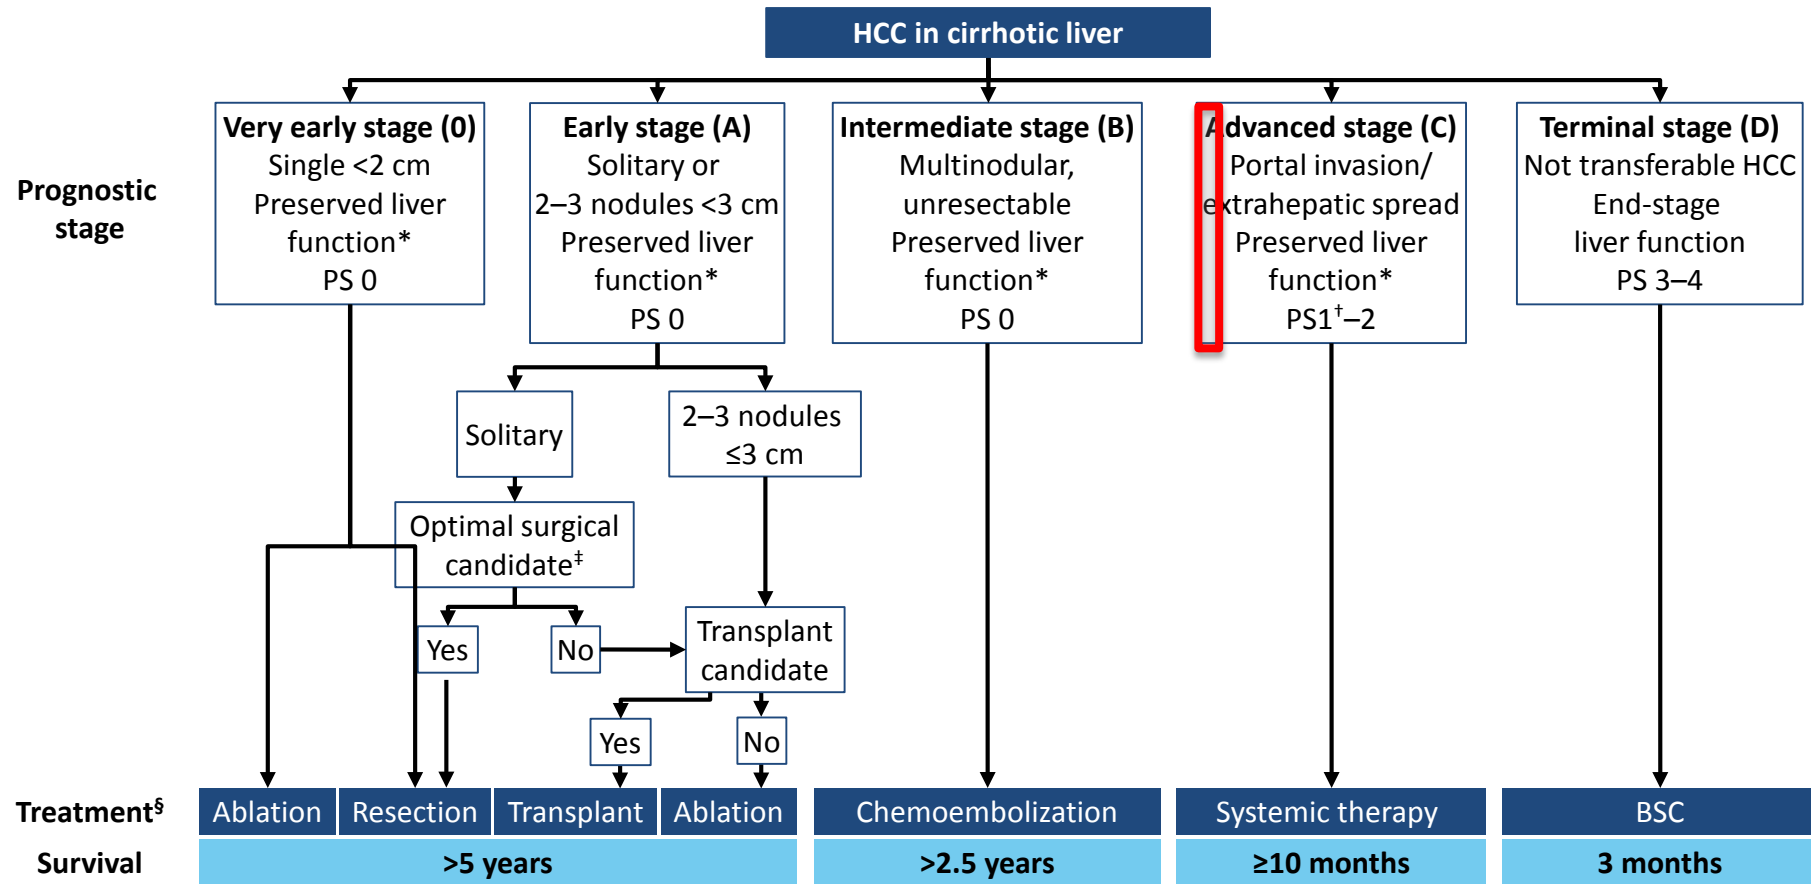 HCC in cirrhotic liver
Prognostic
stage
Very early stage (0)
Single <2 cm
Preserved liver
function*
PS 0
Early stage (A)
Solitary or
2–3 nodules <3 cm
Preserved liver
function*
PS 0
Intermediate stage (B)
Multinodular,
unresectable
Preserved liver
function*
PS 0
Advanced stage (C)
Portal invasion/
extrahepatic spread
Preserved liver
function*
PS1†–2
Terminal stage (D)
Not transferable HCC
End-stage
liver function
PS 3–4
Solitary
2–3 nodules
≤3 cm
Optimal surgical
candidate‡
Yes
No
Transplant
candidate
Yes
No
Treatment§
Ablation
Resection
Transplant
Ablation
Chemoembolization
Systemic therapy
BSC
Survival
>5 years
>2.5 years
≥10 months
3 months